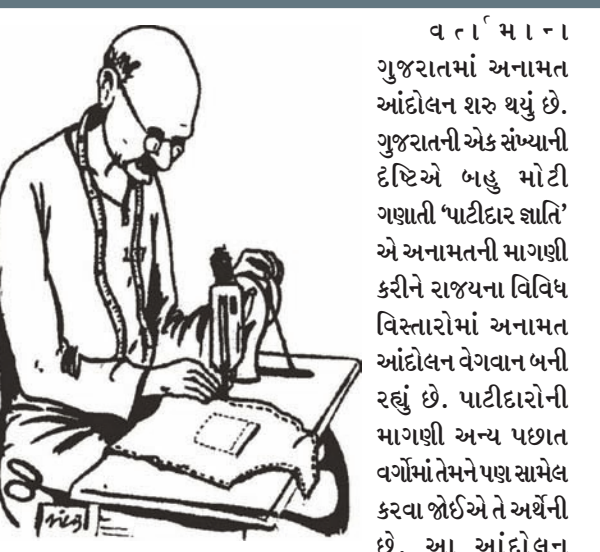 વર્તામાના
ગુજરાતમાં અનામત
આંદોલન શરુ થયું છે.
ગુજરાતની એક સંખ્યાની
દૃષ્ટિએ બહુ મોટી
ગણાતી ‘પાટીદાર જ્ઞાતિ’
એ અનામતની માગણી
કરીને રાજયના વિવિધ
વિસ્તારોમાં અનામત
આંદોલન વેગવાન બની
રહ્યું છે. પાટીદારોની
માગણી અન્ય પછાત
વર્ગોમાં તેમને પણ સામેલ
કરવા જોઈએ તે અર્થેની
છે. આ આંદોલન